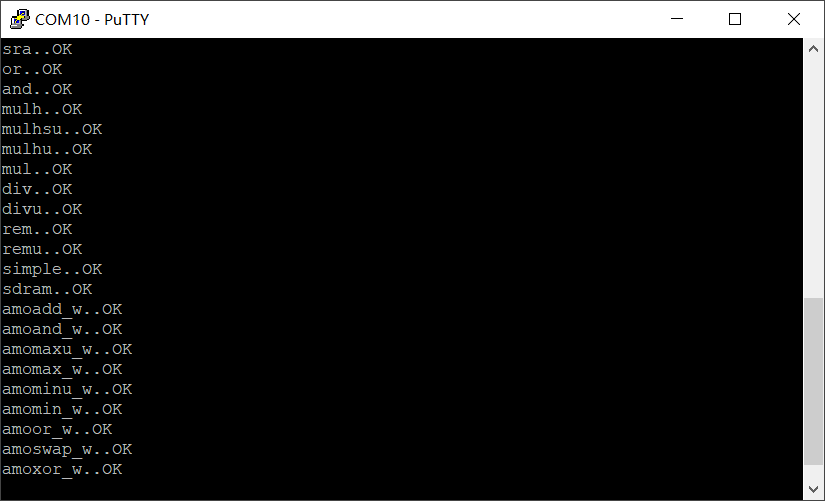 COM10 - PuTTY
sra..OK
or..OK
and..OK
mulh..OK
mulhsu..OK
mulhu..OK
mul..OK
div..OK
divu..OK
rem..OK
remu..OK
simple..OK
sdram..OK
amoadd_w..OK
amoand_w..OK
amomaxu_w..OK
amomax_w..OK
amominu_w..OK
amomin_w..OK
amoor_w..OK
amoswap_w..OK
amoxor_w..OK